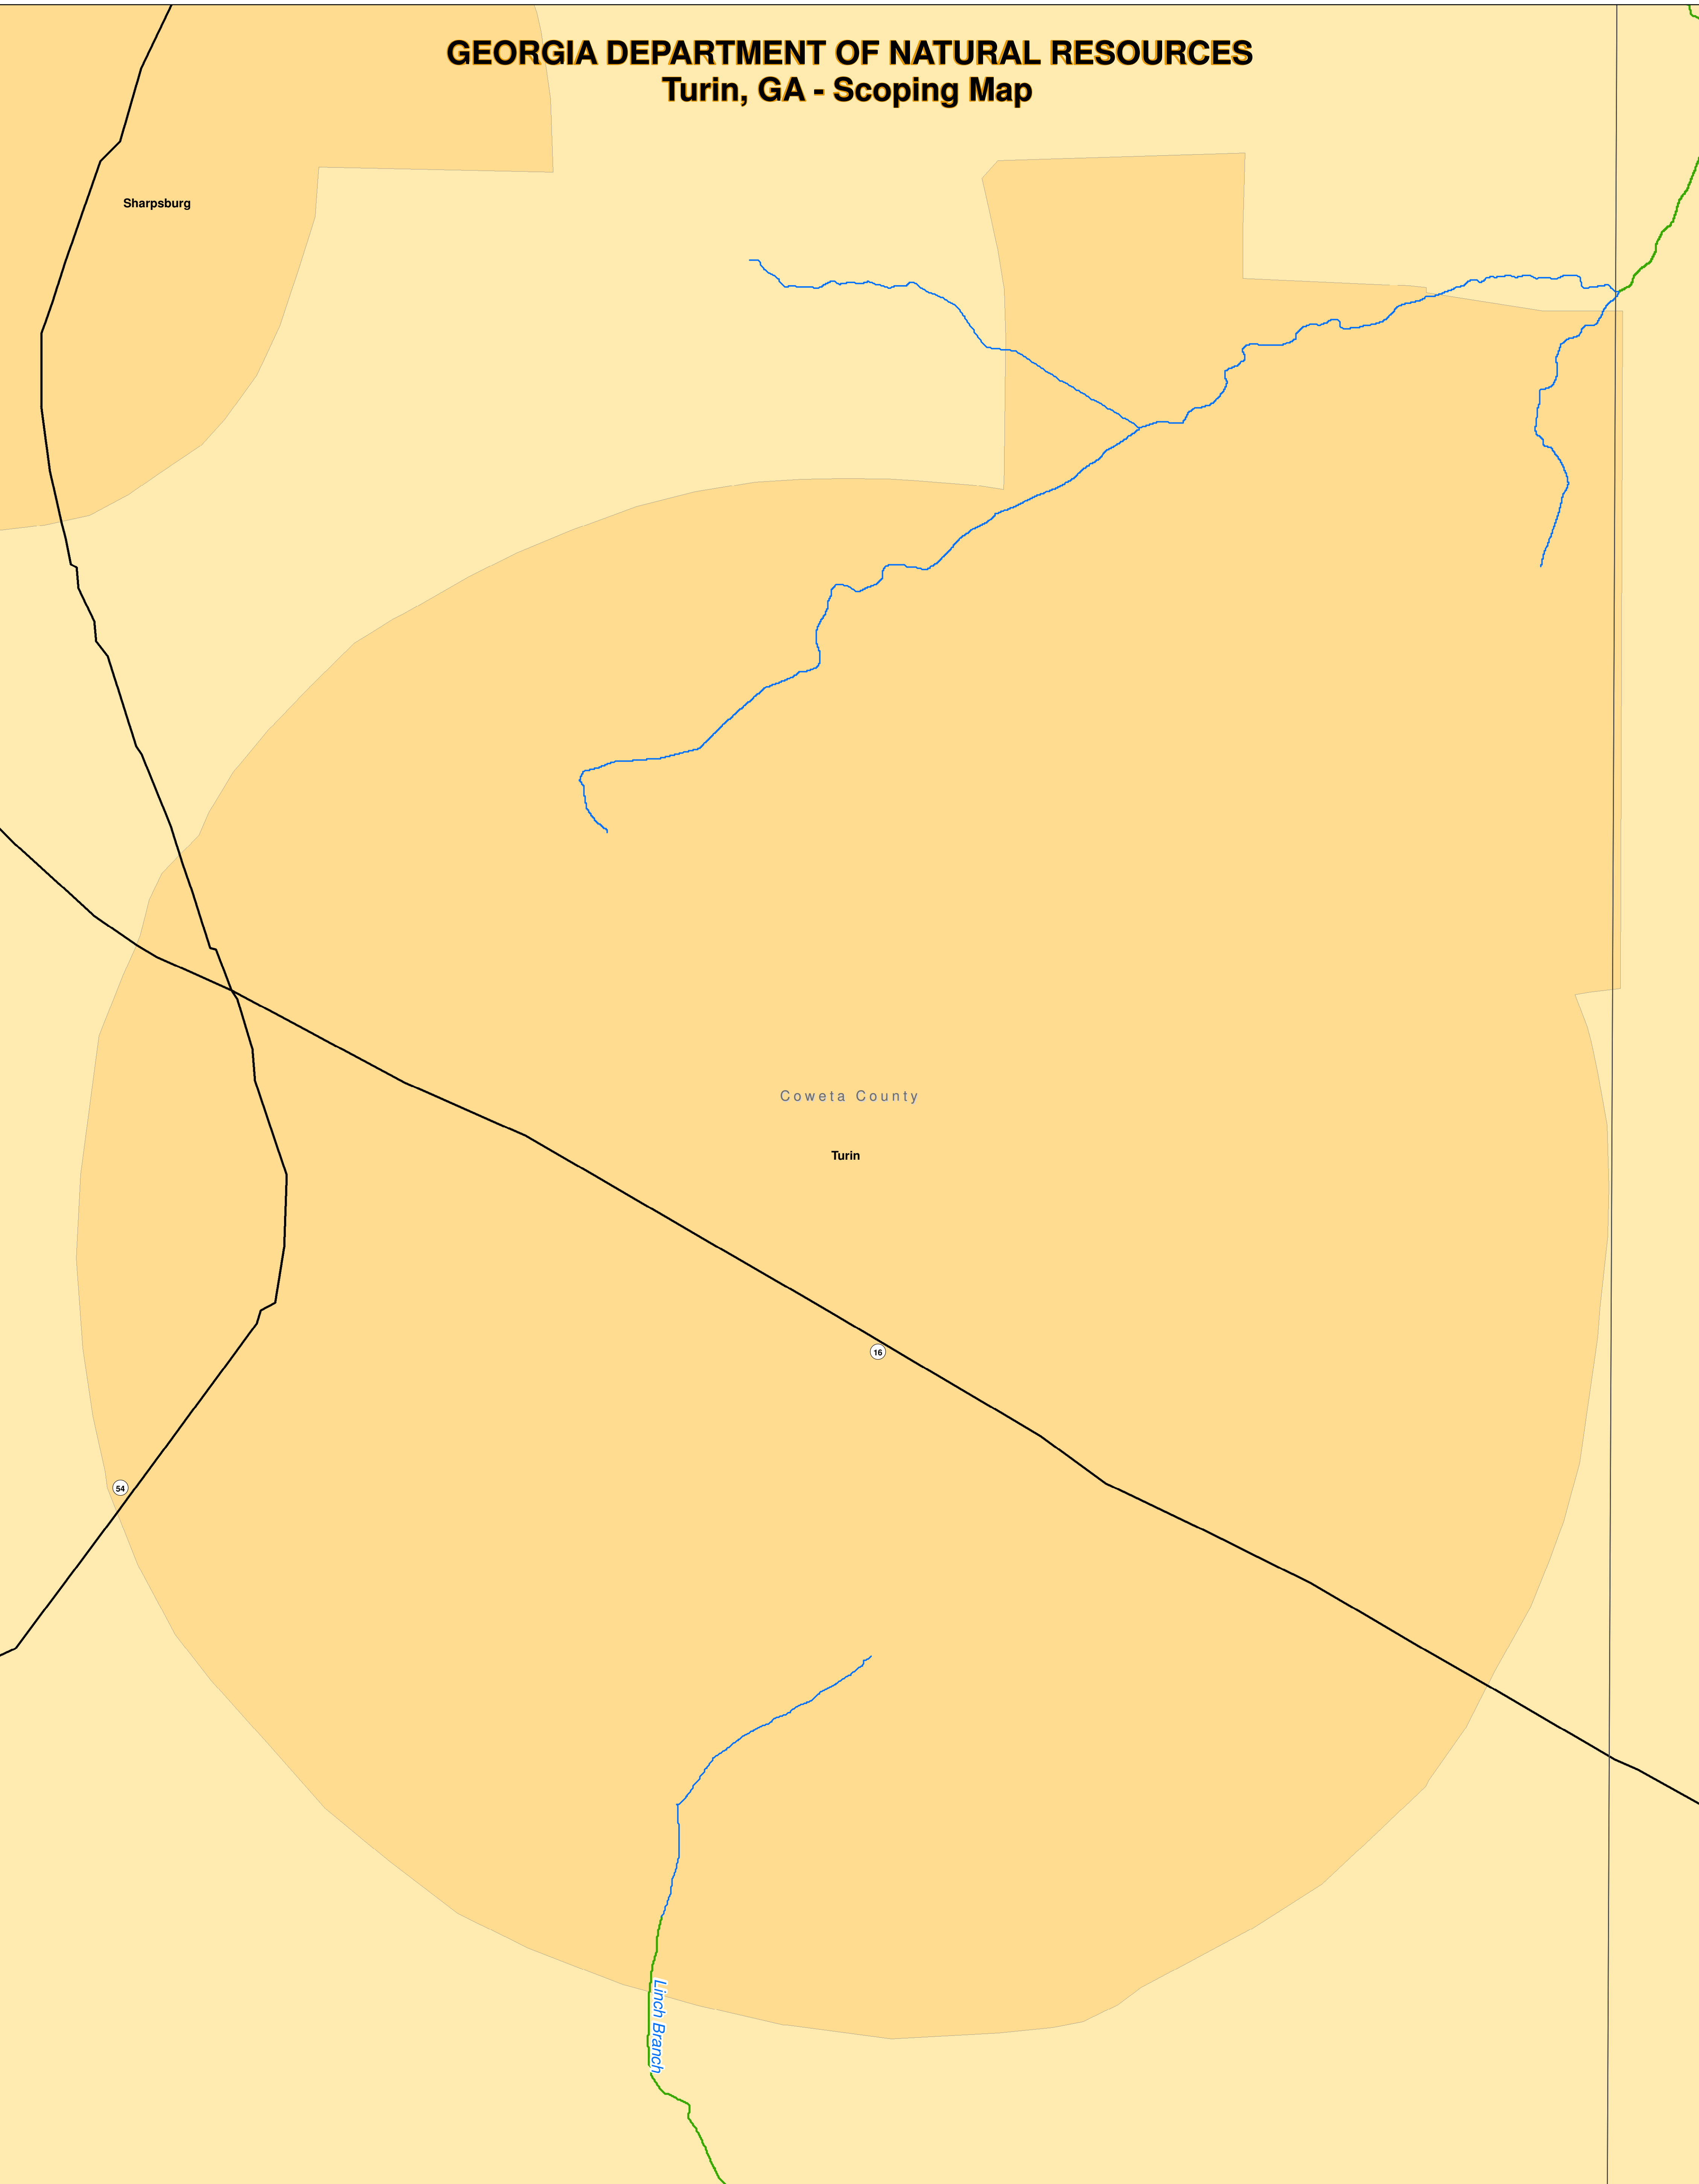 GEORGIA DEPARTMENT OF NATURAL RESOURCES
Turin, GA - Scoping Map
Sharpsburg
Coweta County
Turin
16
54
Linch Branch